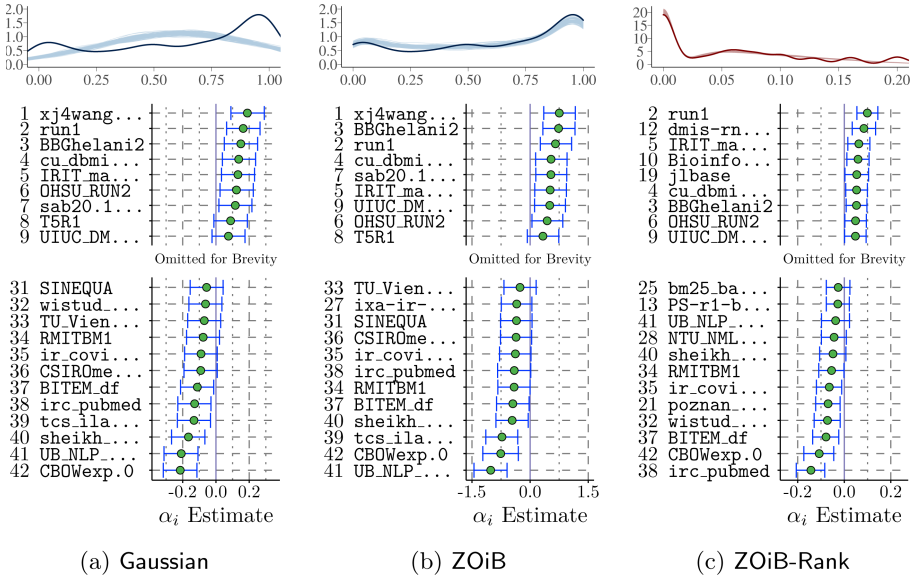 2.0
1.5
1.0
0.5
0.0
0.00 0.25 0.50 0.75 1.00
1 xj4wang...
2 run1
3 BBGhelani2
4 cu_dbmi...
5 IRIT_ma...
6 OHSU_RUN2
7 sab20.1...
8 T5R1
9 UIUC_DM...
Omitted for Brevity
31 SINEQUA
32 wistud_...
33 TU_Vien...
34 RMITBM1
35 ir_covi...
36 CSIROme...
37 BITEM_df
38 irc_pubmed
39 tcs_ila...
40 sheikh_...
41 UB_NLP_...
42 CBOWexp.0
-0.2 0.0 0.2
αi Estimate
(a) Gaussian
2.0
1.5
1.0
0.5
0.0
0.00 0.25 0.50 0.75 1.00
1 xj4wang...
3 BBGhelani2
2 run1
4 cu_dbmi...
7 sab20.1...
5 IRIT_ma...
9 UIUC_DM...
6 OHSU_RUN2
8 T5R1
Omitted for Brevity
33 TU_Vien...
27 ixa-ir-...
31 SINEQUA
36 CSIROme...
35 ir_covi...
38 irc_pubmed
34 RMITBM1
37 BITEM_df
40 sheikh_...
39 tcs_ila...
42 CBOWexp.0
41 UB_NLP_...
-1.5 0.0 1.5
αi Estimate
(b) ZOiB
20
15
10
5
0
0.00 0.05 0.10 0.15 0.20
2 run1
12 dmis-rn...
5 IRIT_ma...
10 Bioinfo...
19 jlbase
4 cu_dbmi...
3 BBGhelani2
6 OHSU_RUN2
9 UIUC_DM...
Omitted for Brevity
25 bm25_ba...
13 PS-r1-b...
41 UB_NLP_...
28 NTU_NML...
40 sheikh_...
34 RMITBM1
35 ir_covi...
21 poznan_...
32 wistud_...
37 BITEM_df
42 CBOWexp.0
38 irc_pubmed
-0.2 0.0 0.2
αi Estimate
(c) ZOiB-Rank